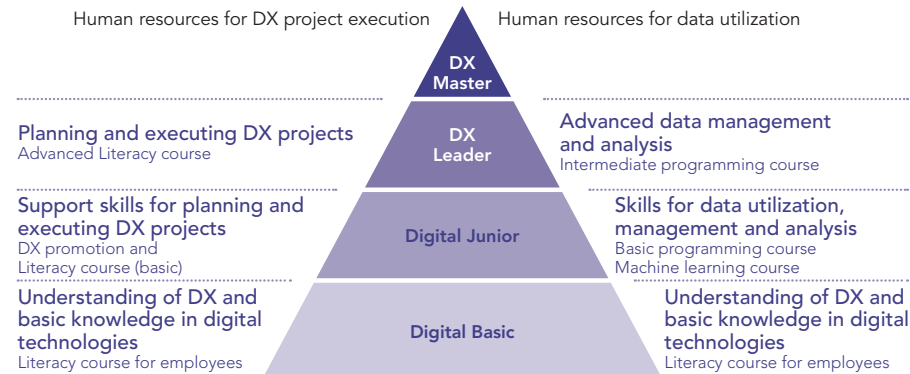 Human resources for DX project execution
Human resources for data utilization
DX
Master
Planning and executing DX projects
Advanced Literacy course
DX
Leader
Advanced data management
and analysis
Intermediate programming course
Support skills for planning and
executing DX projects
DX promotion and
Literacy course (basic)
Digital Junior
Skills for data utilization,
management and analysis
Basic programming course
Machine learning course
Understanding of DX and
basic knowledge in digital
technologies
Literacy course for employees
Digital Basic
Understanding of DX and
basic knowledge in digital
technologies
Literacy course for employees